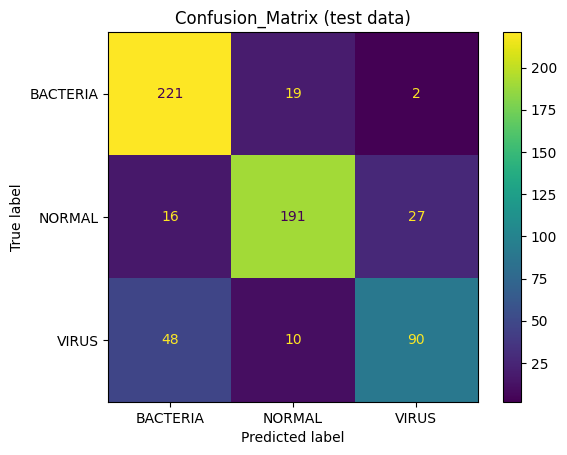 Confusion_Matrix (test data)
True label
BACTERIA 221 19 2
NORMAL 16 191 27
VIRUS 48 10 90
BACTERIA NORMAL VIRUS
Predicted label
200
175
150
125
100
75
50
25